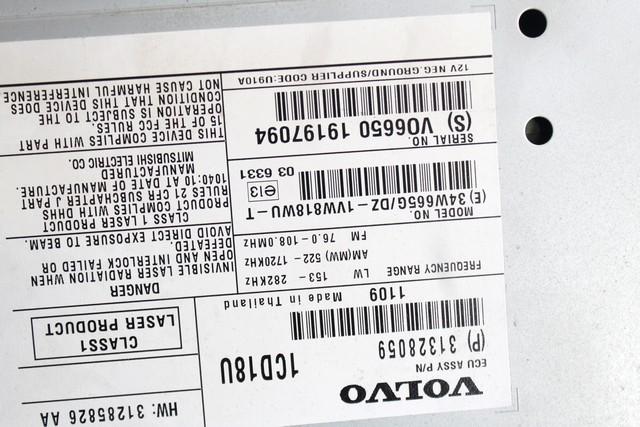 VOLVO
ECU ASSY P/N
(P) 31328059
1CD18U
1109
Made in Thailand
FREQUENCY RANGE
LW 153 - 282KHz
AM(MW) 522 - 1720KHz
FM 76.0 - 108.0MHz
MODEL NO.
(E) 34W665G/DZ-1VW818WU-T
e13
03 6331
SERIAL NO.
(S) VO6650 19197094
12V NEG.GROUND/SUPPLIER CODE:U910A
HW: 31285826 AA
CLASS1
LASER PRODUCT
DANGER
INVISIBLE LASER RADIATION WHEN
OPEN AND INTERLOCK FAILED OR
DEFEATED.
AVOID DIRECT EXPOSURE TO BEAM.
CLASS 1 LASER PRODUCT
PRODUCT COMPLIES WITH DHHS
RULES 21 CFR SUBCHAPTER J PART
1040:10 AT DATE OF MANUFACTURE.
MANUFACTURED
MITSUBISHI ELECTRIC CO.
THIS DEVICE COMPLIES WITH PART
15 OF THE FCC RULES.
OPERATION IS SUBJECT TO THE
CONDITION THAT THIS DEVICE DOES
NOT CAUSE HARMFUL INTERFERENCE.